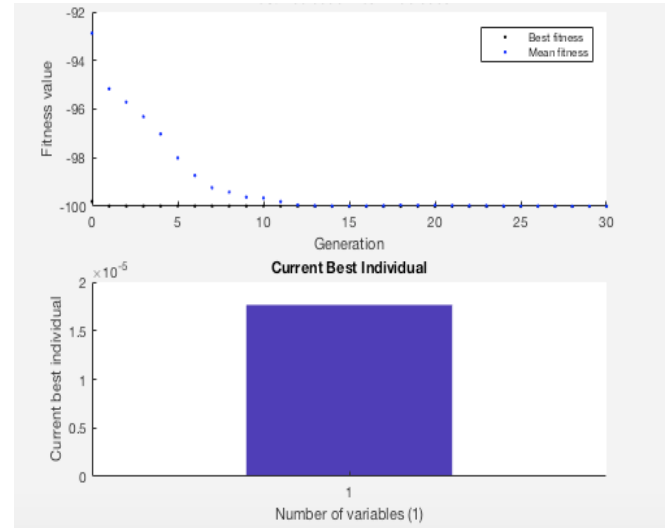 -92
Best fitness
Mean fitness
-94
-96
-98
-100
Fitness value
0 5 10 15 20 25 30
Generation
Current Best Individual
×10-5
2
1.5
1
0.5
0
Current best individual
1
Number of variables (1)